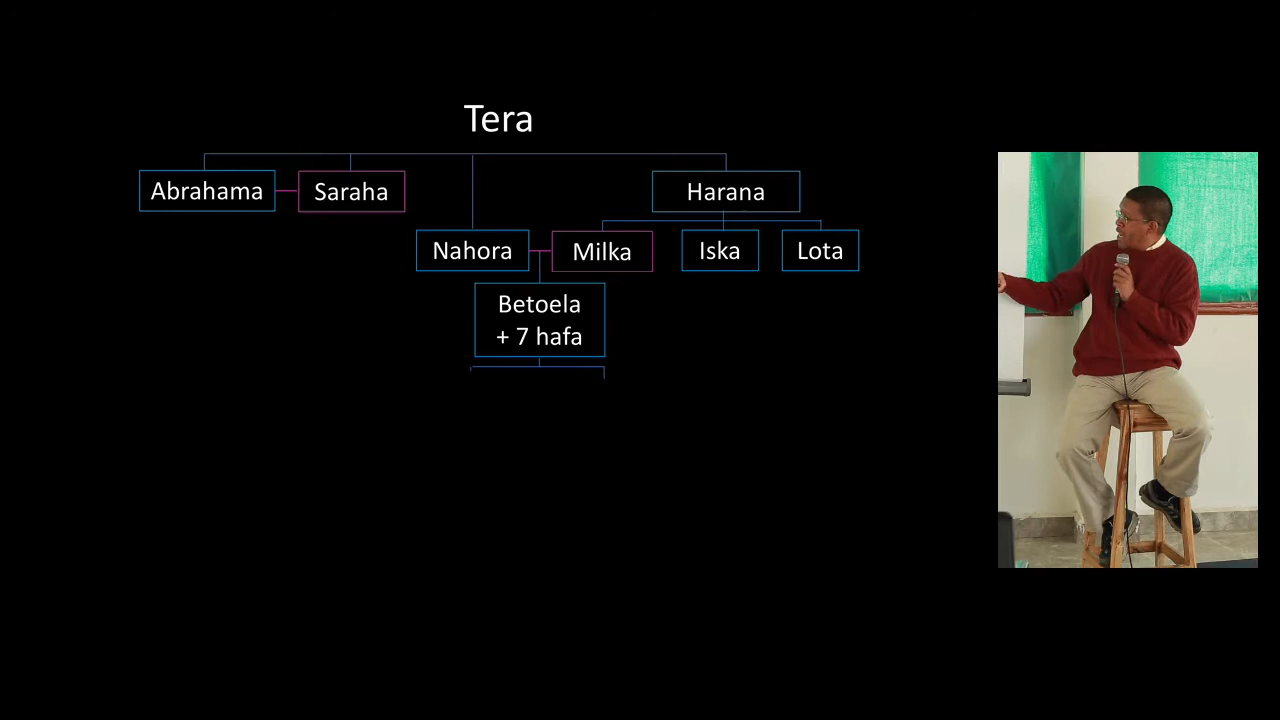 Tera
Abrahama
Saraha
Harana
Nahora
Milka
Iska
Lota
Betoela
+ 7 hafa